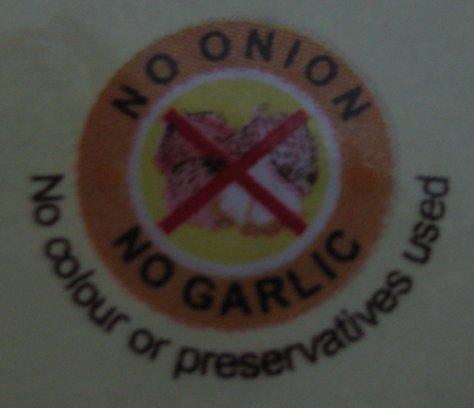 NO ONION
NO GARLIC
No colour or preservatives used